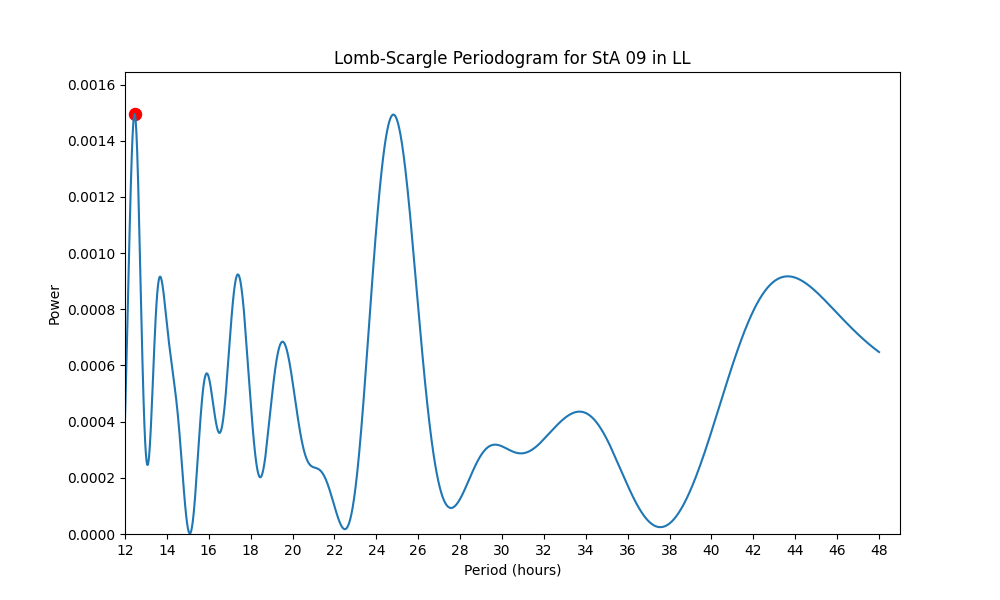 Lomb-Scargle Periodogram for StA 09 in LL
0.0016
0.0014
0.0012
0.0010
0.0008
0.0006
0.0004
0.0002
0.0000
Power
12 14 16 18 20 22 24 26 28 30 32 34 36 38 40 42 44 46 48
Period (hours)